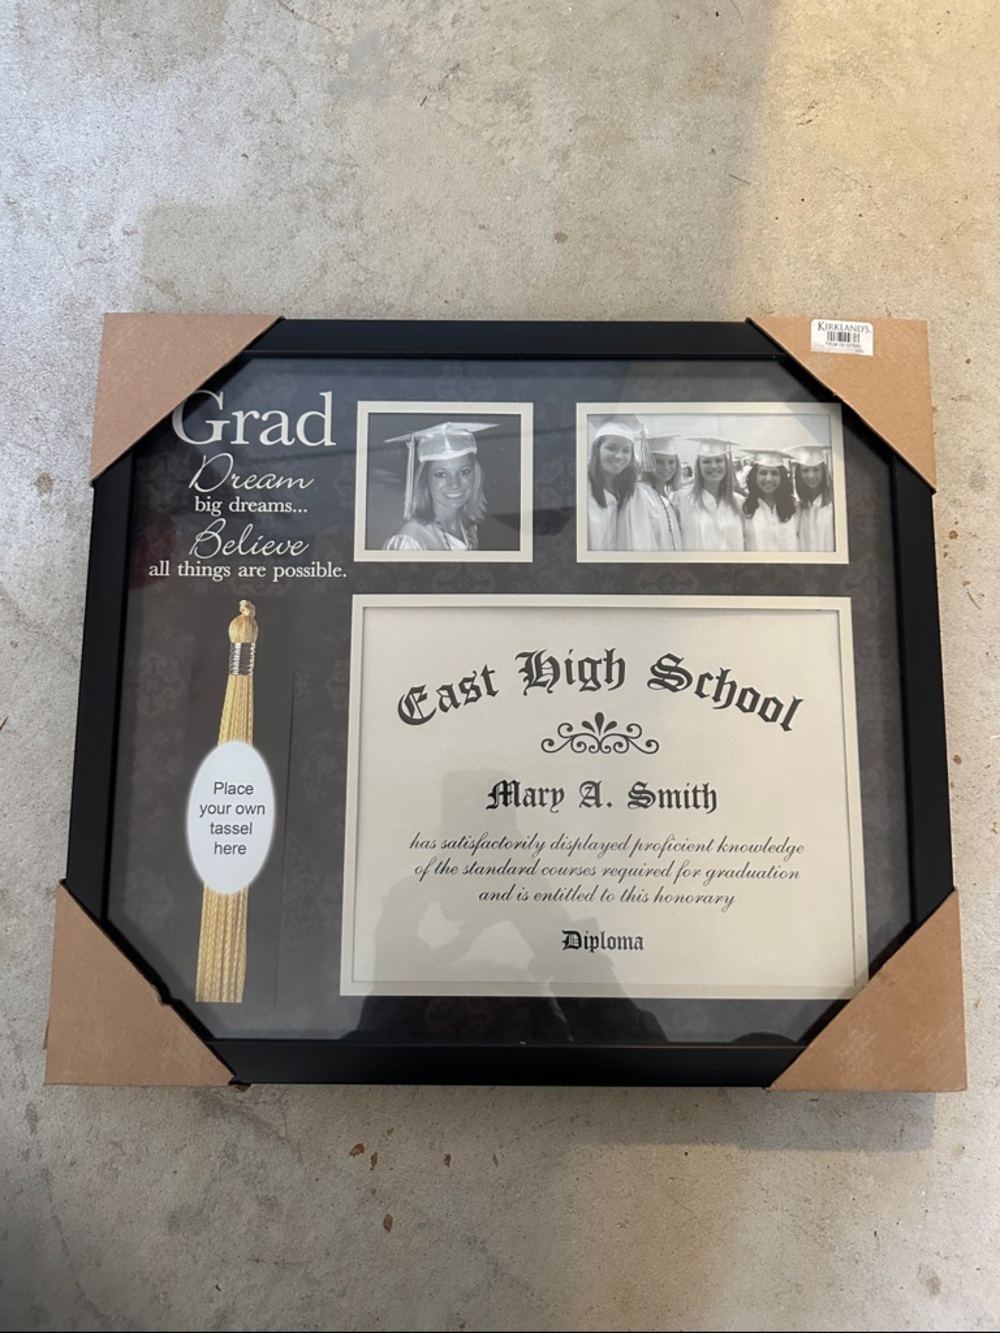 KIRKLAND'S
Grad
Dream
big dreams...
Believe
all things are possible.
Place
your own
tassel
here
East High School
Mary A. Smith
has satisfactorily displayed proficient knowledge
of the standard courses required for graduation
and is entitled to this honorary
Diploma